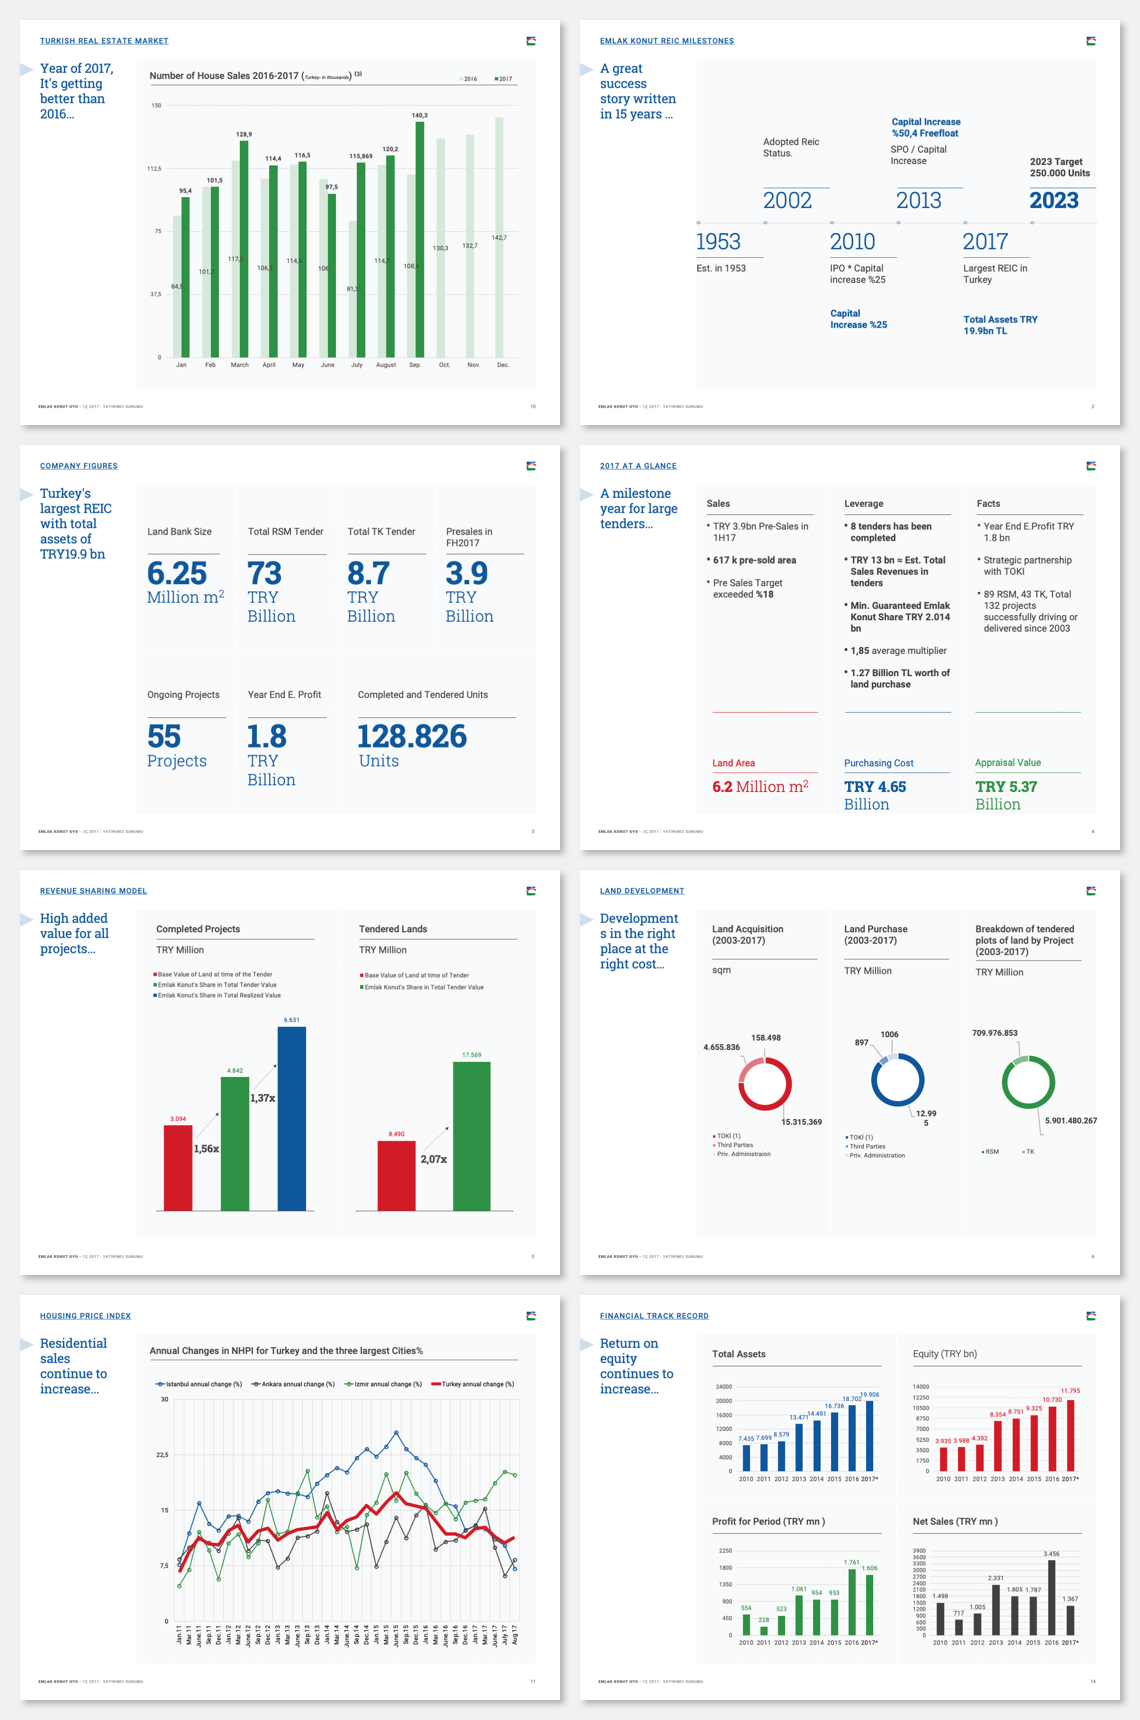 TURKISH REAL ESTATE MARKET
Year of 2017,
It's getting
better than
2016...
Number of House Sales 2016-2017 (Turkey- in thousands) (3)
2016 2017
150
112,5
75
37,5
0
95,4 101,5 128,9 114,4 116,5 97,5 115,869 120,2 140,3
84,5 101,7 117,1 106,3 114,4 106 81,3 114,7 108,9 130,3 132,7 142,7
Jan Feb March April May June July August Sep. Oct. Nov. Dec.
EMLAK KONUT GYO - 1Ç 2017 - YATIRIMCI SUNUMU
10
EMLAK KONUT REIC MILESTONES
A great
success
story written
in 15 years ...
Capital Increase
%50,4 Freefloat
Adopted Reic
Status.
SPO / Capital
Increase
2023 Target
250.000 Units
2002 2013 2023
1953 2010 2017
Est. in 1953
IPO * Capital
increase %25
Largest REIC in
Turkey
Capital
Increase %25
Total Assets TRY
19.9bn TL
EMLAK KONUT GYO - 1Ç 2017 - YATIRIMCI SUNUMU
2
COMPANY FIGURES
Turkey's
largest REIC
with total
assets of
TRY19.9 bn
Land Bank Size
6.25
Million m²
Total RSM Tender
73
TRY
Billion
Total TK Tender
8.7
TRY
Billion
Presales in
FH2017
3.9
TRY
Billion
Ongoing Projects
55
Projects
Year End E. Profit
1.8
TRY
Billion
Completed and Tendered Units
128.826
Units
EMLAK KONUT GYO - 1Ç 2017 - YATIRIMCI SUNUMU
3
2017 AT A GLANCE
A milestone
year for large
tenders...
Sales
• TRY 3.9bn Pre-Sales in
1H17
• 617 k pre-sold area
• Pre Sales Target
exceeded %18
Leverage
• 8 tenders has been
completed
• TRY 13 bn ≈ Est. Total
Sales Revenues in
tenders
• Min. Guaranteed Emlak
Konut Share TRY 2.014
bn
• 1,85 average multiplier
• 1.27 Billion TL worth of
land purchase
Facts
• Year End E.Profit TRY
1.8 bn
• Strategic partnership
with TOKI
• 89 RSM, 43 TK, Total
132 projects
successfully driving or
delivered since 2003
Land Area
6.2 Million m²
Purchasing Cost
TRY 4.65
Billion
Appraisal Value
TRY 5.37
Billion
EMLAK KONUT GYO - 1Ç 2017 - YATIRIMCI SUNUMU
4
REVENUE SHARING MODEL
High added
value for all
projects...
Completed Projects
TRY Million
Base Value of Land at time of the Tender
Emlak Konut's Share in Total Tender Value
Emlak Konut's Share in Total Realized Value
3.094
1,56x
4.842
1,37x
6.631
Tendered Lands
TRY Million
Base Value of Land at time of Tender
Emlak Konut's Share in Total Tender Value
8.490
2,07x
17.569
EMLAK KONUT GYO - 1Ç 2017 - YATIRIMCI SUNUMU
5
LAND DEVELOPMENT
Development
s in the right
place at the
right cost...
Land Acquisition
(2003-2017)
sqm
4.655.836
158.498
15.315.369
TOKİ (1)
Third Parties
Priv. Administraion
Land Purchase
(2003-2017)
TRY Million
897
1006
12.99
5
TOKİ (1)
Third Parties
Priv. Administration
Breakdown of tendered
plots of land by Project
(2003-2017)
TRY Million
709.976.853
5.901.480.267
RSM TK
EMLAK KONUT GYO - 1Ç 2017 - YATIRIMCI SUNUMU
6
HOUSING PRICE INDEX
Residential
sales
continue to
increase...
Annual Changes in NHPI for Turkey and the three largest Cities%
Istanbul annual change (%) Ankara annual change (%) Izmir annual change (%) Turkey annual change (%)
30
22,5
15
7,5
0
Jan.11 Mar.11 June.11 Sep.11 Dec.11 Jan.12 Mar.12 June.12 Sep.12 Dec.12 Jan.13 Mar.13 June.13 Sep.13 Dec.13 Jan.14 Mar.14 June.14 Sep.14 Dec.14 Jan.15 Mar.15 June.15 Sep.15 Dec.15 Jan.16 Mar.16 June.16 Sep.16 Dec.16 Jan.17 Mar.17 June.17 July.17 Aug.17
EMLAK KONUT GYO - 1Ç 2017 - YATIRIMCI SUNUMU
11
FINANCIAL TRACK RECORD
Return on
equity
continues to
increase...
Total Assets
24000
20000
16000
12000
8000
4000
0
7.435 7.699 8.579 13.471 14.491 16.736 18.702 19.906
2010 2011 2012 2013 2014 2015 2016 2017*
Equity (TRY bn)
14000
12250
10500
8750
7000
5250
3500
1750
0
3.935 3.988 4.392 8.354 8.751 9.325 10.730 11.795
2010 2011 2012 2013 2014 2015 2016 2017*
Profit for Period (TRY mn )
2250
1800
1350
900
450
0
554 228 523 1.061 954 953 1.761 1.606
2010 2011 2012 2013 2014 2015 2016 2017*
Net Sales (TRY mn )
3900
3600
3300
3000
2700
2400
2100
1800
1500
1200
900
600
300
0
1.498 717 1.005 2.331 1.805 1.787 3.456 1.367
2010 2011 2012 2013 2014 2015 2016 2017*
EMLAK KONUT GYO - 1Ç 2017 - YATIRIMCI SUNUMU
14